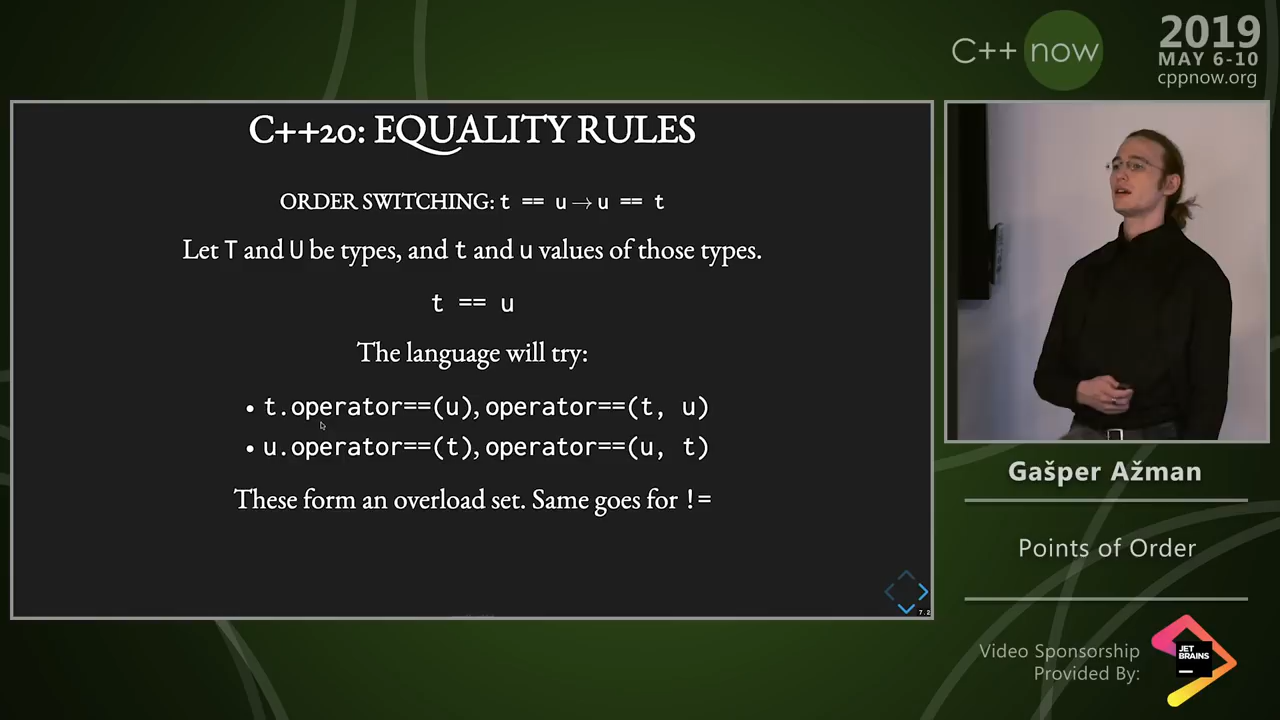 C++ now
2019
MAY 6-10
cppnow.org
C++20: EQUALITY RULES
ORDER SWITCHING: t == u → u == t
Let T and U be types, and t and u values of those types.
t == u
The language will try:
• t.operator==(u), operator==(t, u)
• u.operator==(t), operator==(u, t)
These form an overload set. Same goes for !=
7.2
Gašper Ažman
Points of Order
Video Sponsorship
Provided By:
JET
BRAINS